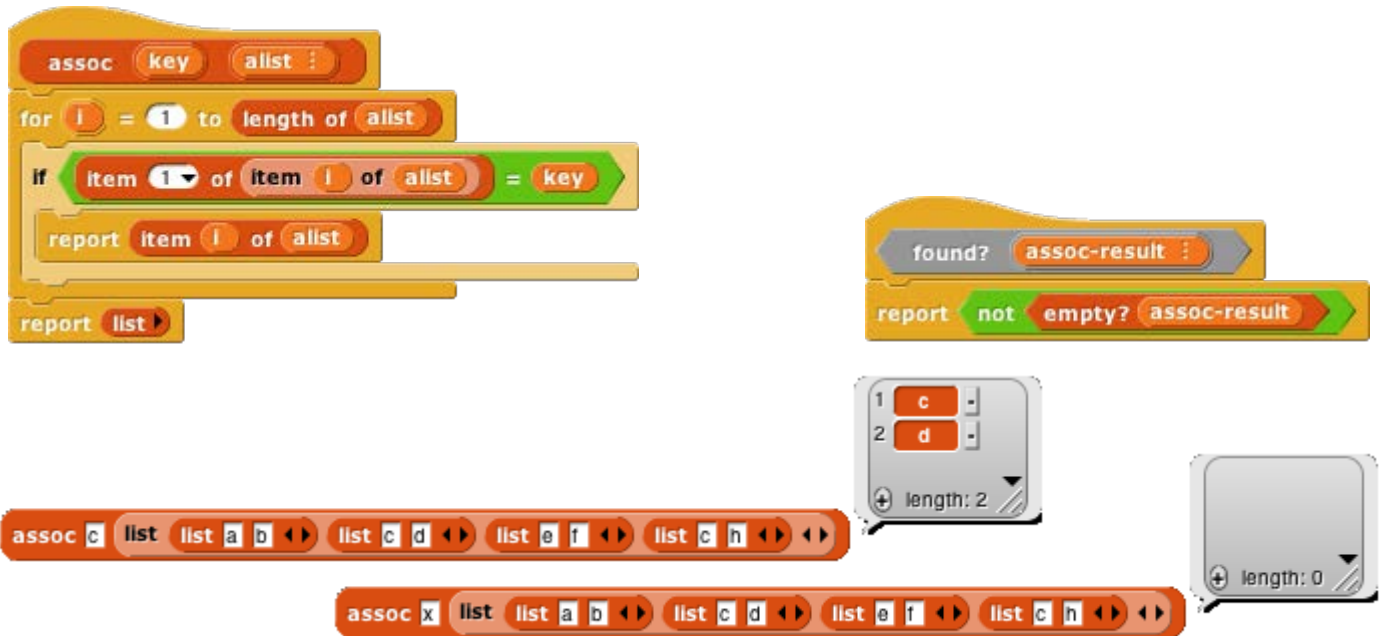 assoc key alist ⋮
for i = 1 to length of alist
if item 1 of item i of alist = key
report item i of alist
report list
found? assoc-result ⋮
report not empty? assoc-result
1 c -
2 d -
+ length: 2
assoc c list list a b list c d list e f list c h
+ length: 0
assoc x list list a b list c d list e f list c h